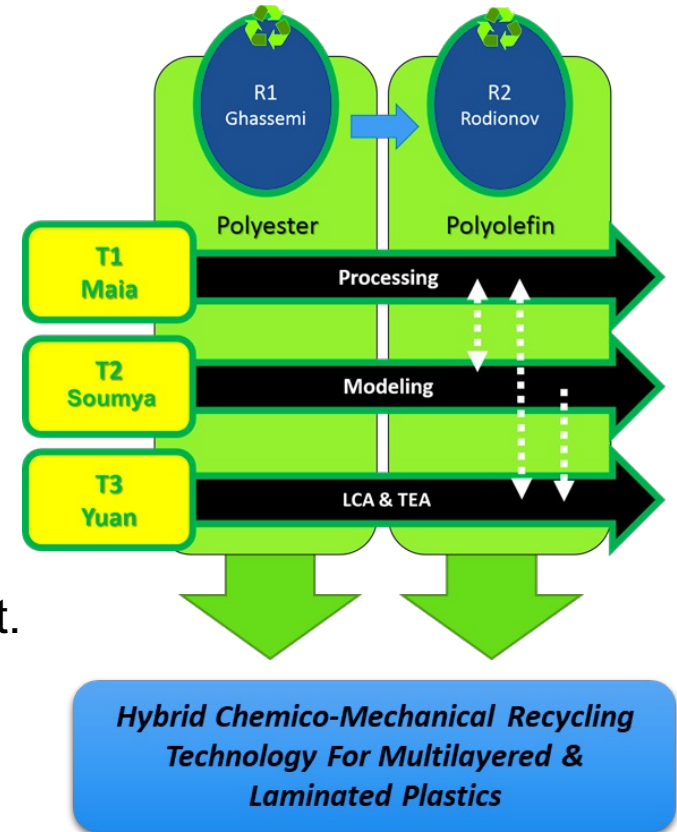 R1
Ghassemi
R2
Rodionov
Polyester
Polyolefin
T1
Maia
Processing
T2
Soumya
Modeling
T3
Yuan
LCA & TEA
t.
Hybrid Chemico-Mechanical Recycling
Technology For Multilayered &
Laminated Plastics